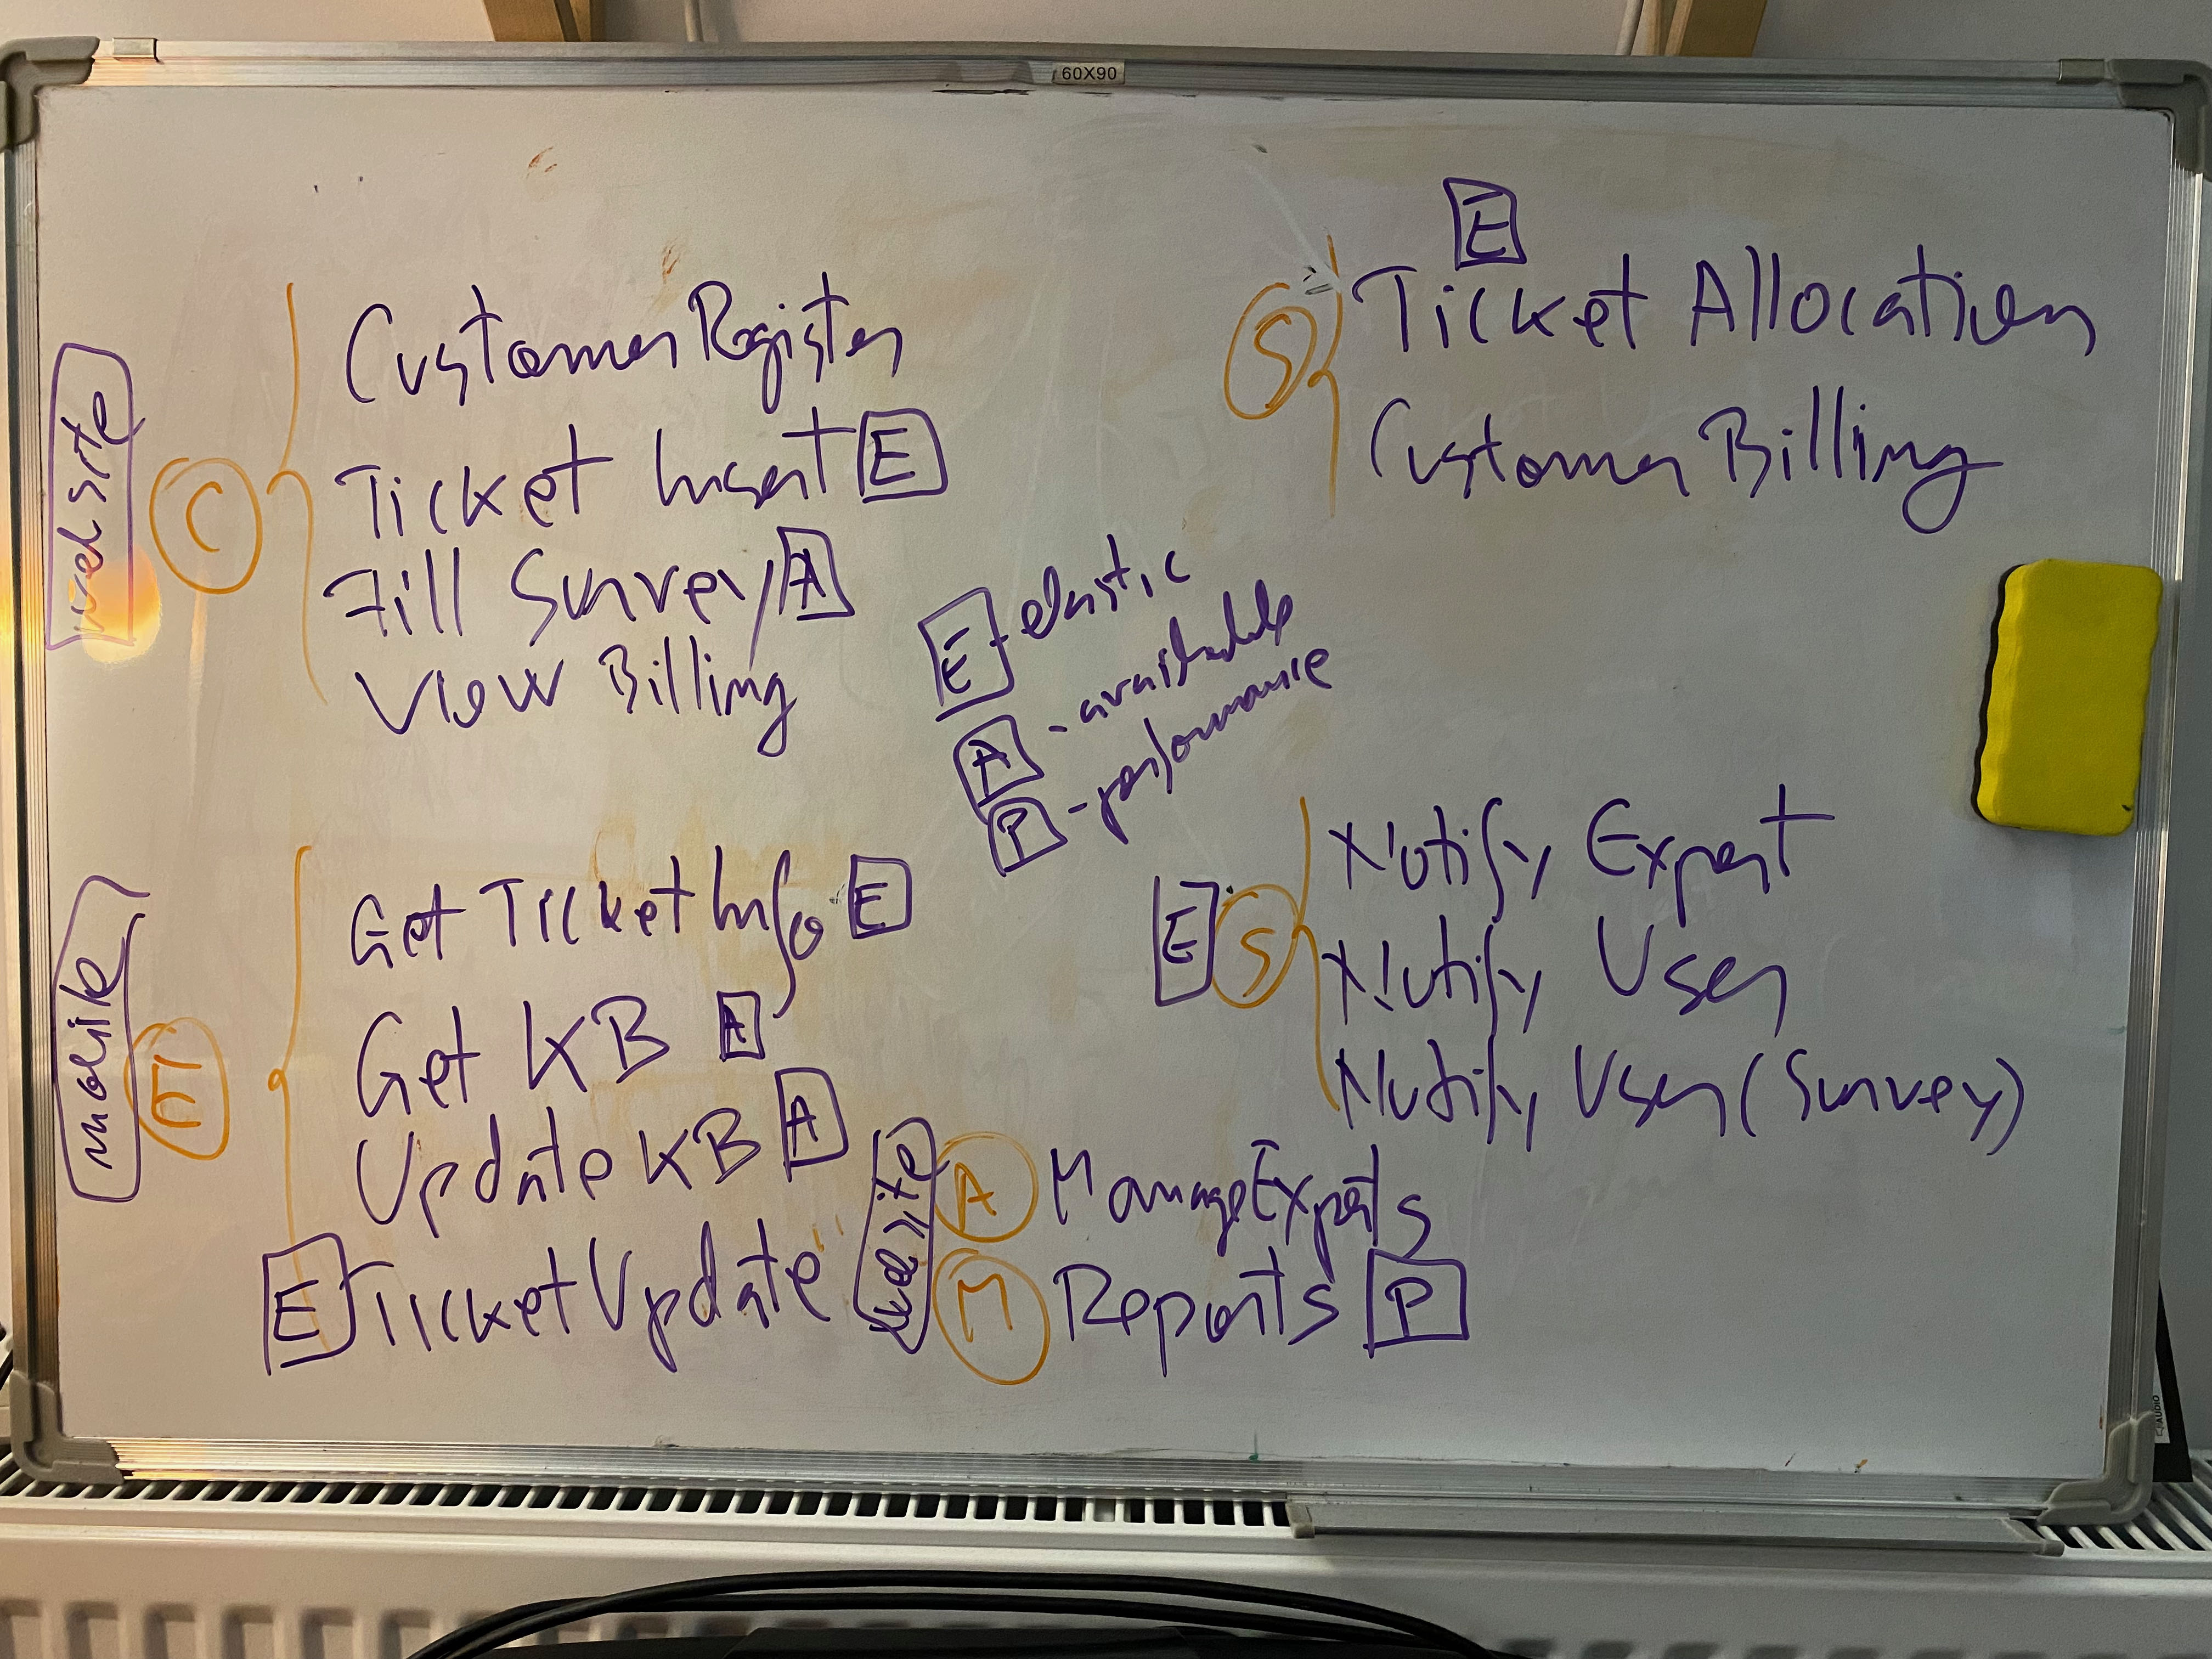 60X90
website
C
Customer Register
Ticket Insert E
Fill Survey A
View Billing
E
S
Ticket Allocation
Customer Billing
E - elastic
A - available
P - performance
mobile
E
Get Ticket Info E
Get KB A
Update KB A
E Ticket Update
E S
Notify Expert
Notify User
Notify User (Survey)
website
A Manage Experts
M Reports P